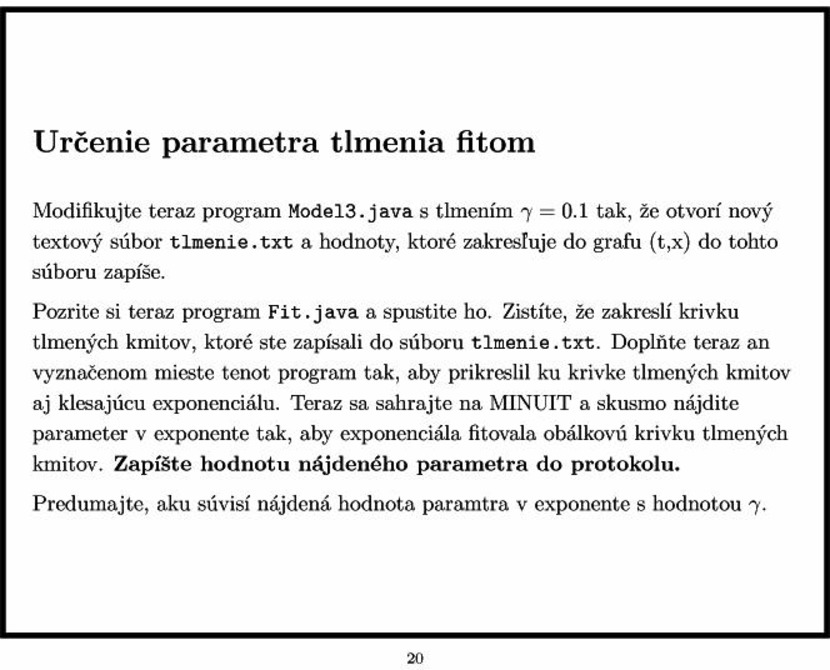 Určenie parametra tlmenia fitom
Modifikujte teraz program Model3.java s tlmením γ = 0.1 tak, že otvorí nový
textový súbor tlmenie.txt a hodnoty, ktoré zakresľuje do grafu (t,x) do tohto
súboru zapíše.
Pozrite si teraz program Fit.java a spustite ho. Zistíte, že zakreslí krivku
tlmených kmitov, ktoré ste zapísali do súboru tlmenie.txt. Doplňte teraz an
vyznačenom mieste tenot program tak, aby prikreslil ku krivke tlmených kmitov
aj klesajúcu exponenciálu. Teraz sa sahrajte na MINUIT a skusmo nájdite
parameter v exponente tak, aby exponenciála fitovala obálkovú krivku tlmených
kmitov. Zapíšte hodnotu nájdeného parametra do protokolu.
Predumajte, aku súvisí nájdená hodnota paramtra v exponente s hodnotou γ.
20